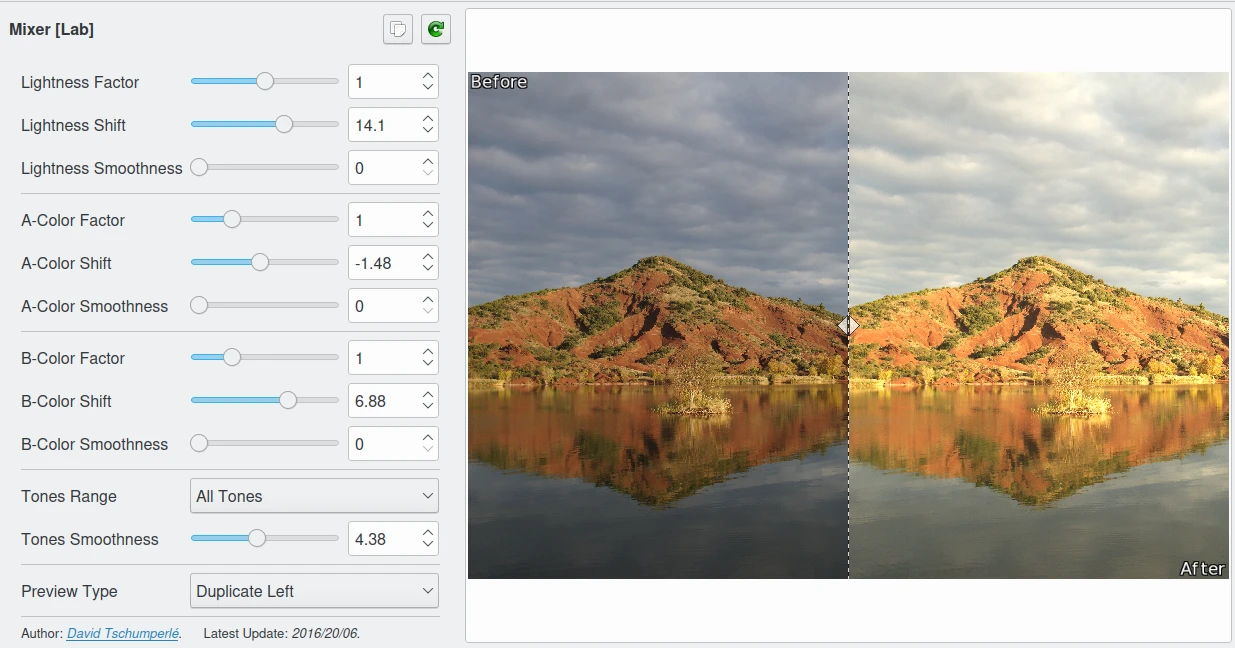 Mixer [Lab]
Lightness Factor 1
Lightness Shift 14.1
Lightness Smoothness 0
A-Color Factor 1
A-Color Shift -1.48
A-Color Smoothness 0
B-Color Factor 1
B-Color Shift 6.88
B-Color Smoothness 0
Tones Range All Tones
Tones Smoothness 4.38
Preview Type Duplicate Left
Author: David Tschumperlé. Latest Update: 2016/20/06.
Before
After